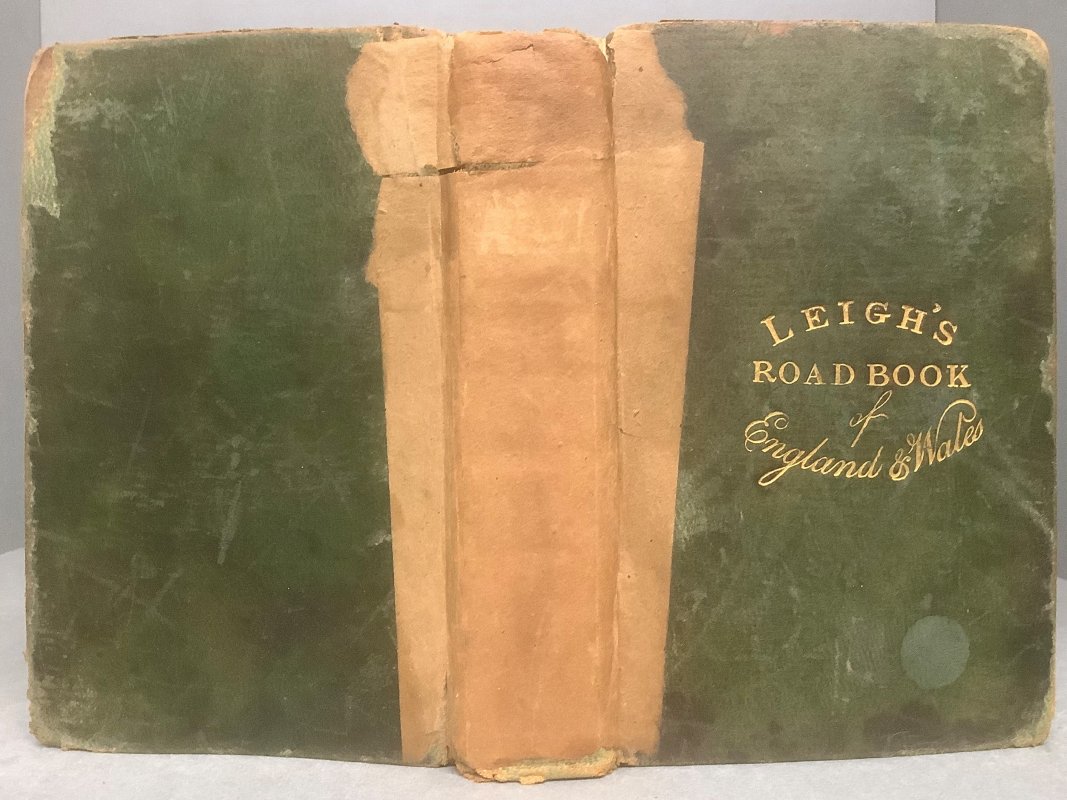 LEIGH'S
ROAD BOOK
of
England & Wales